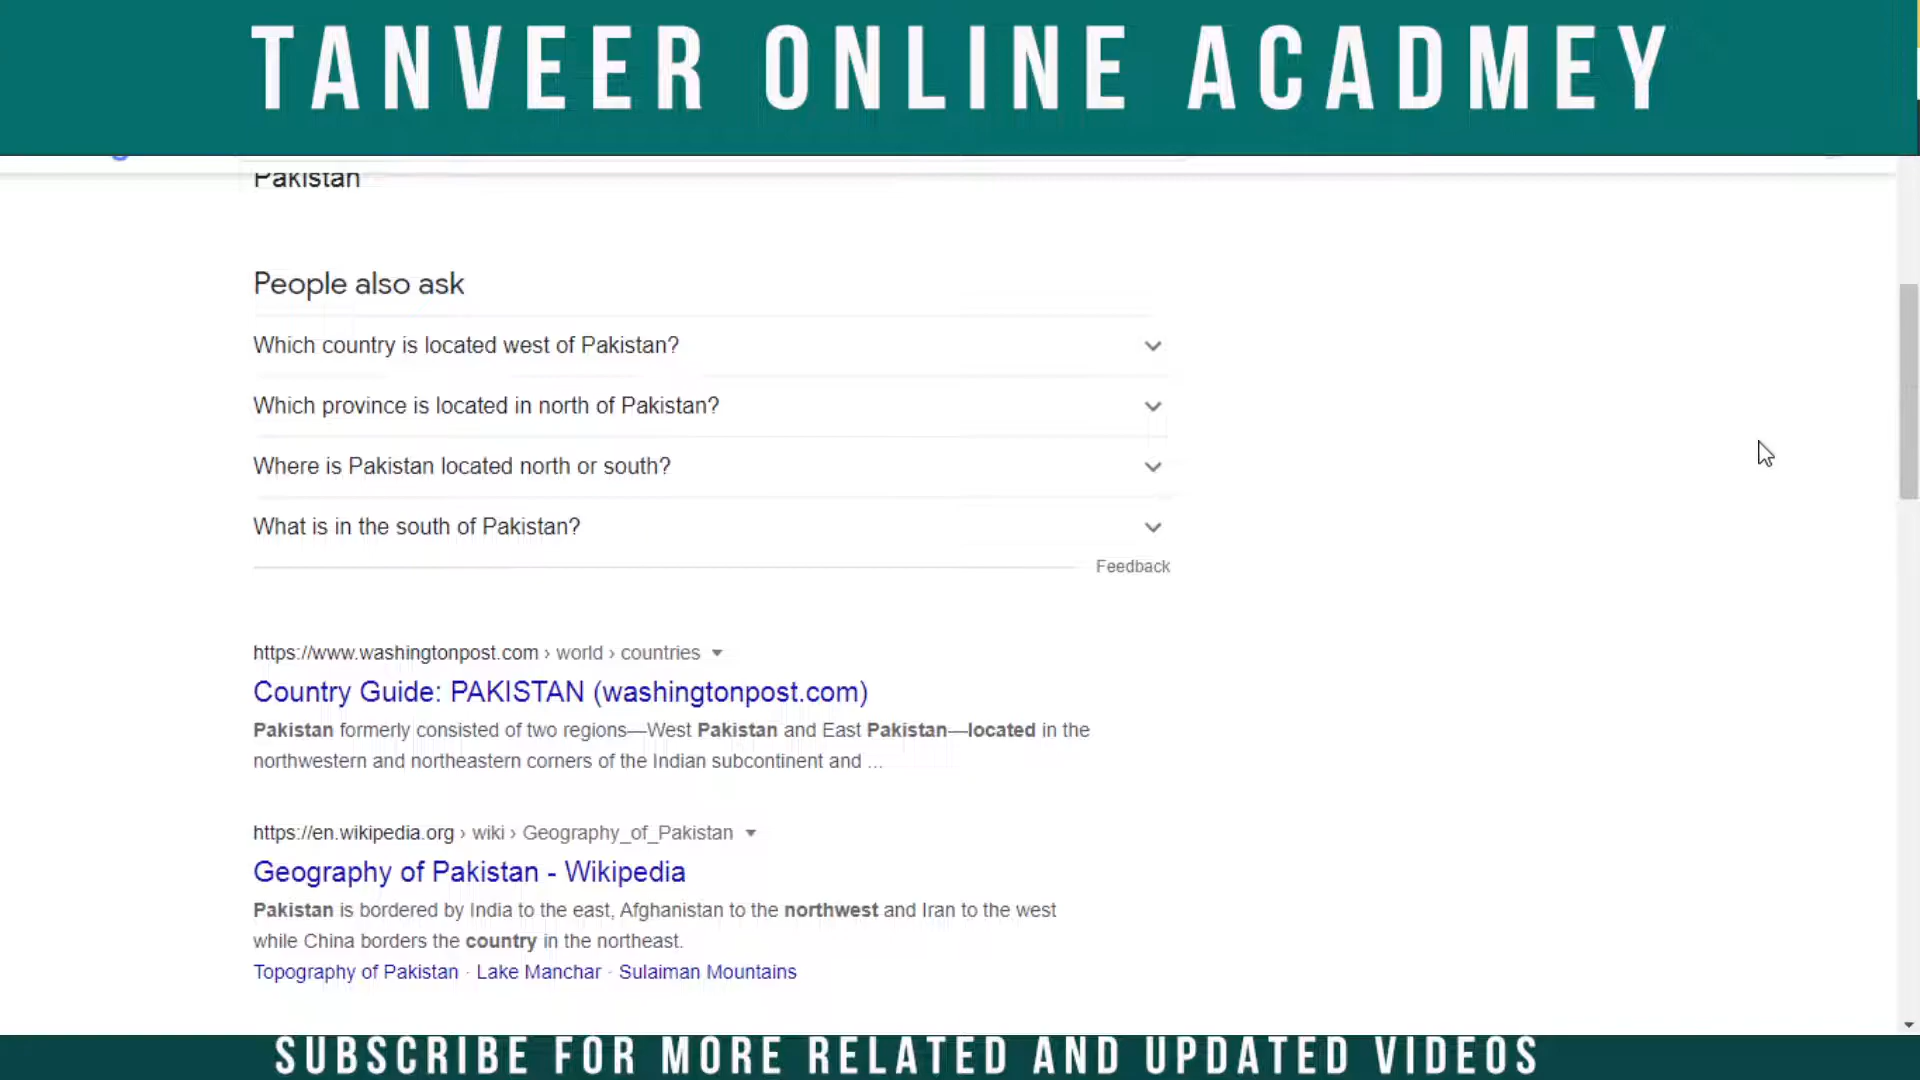 TANVEER ONLINE ACADMEY
Pakistan
People also ask
Which country is located west of Pakistan?
Which province is located in north of Pakistan?
Where is Pakistan located north or south?
What is in the south of Pakistan?
Feedback
https://www.washingtonpost.com › world › countries
Country Guide: PAKISTAN (washingtonpost.com)
Pakistan formerly consisted of two regions—West Pakistan and East Pakistan—located in the
northwestern and northeastern corners of the Indian subcontinent and ...
https://en.wikipedia.org › wiki › Geography_of_Pakistan
Geography of Pakistan - Wikipedia
Pakistan is bordered by India to the east, Afghanistan to the northwest and Iran to the west
while China borders the country in the northeast.
Topography of Pakistan · Lake Manchar · Sulaiman Mountains
SUBSCRIBE FOR MORE RELATED AND UPDATED VIDEOS